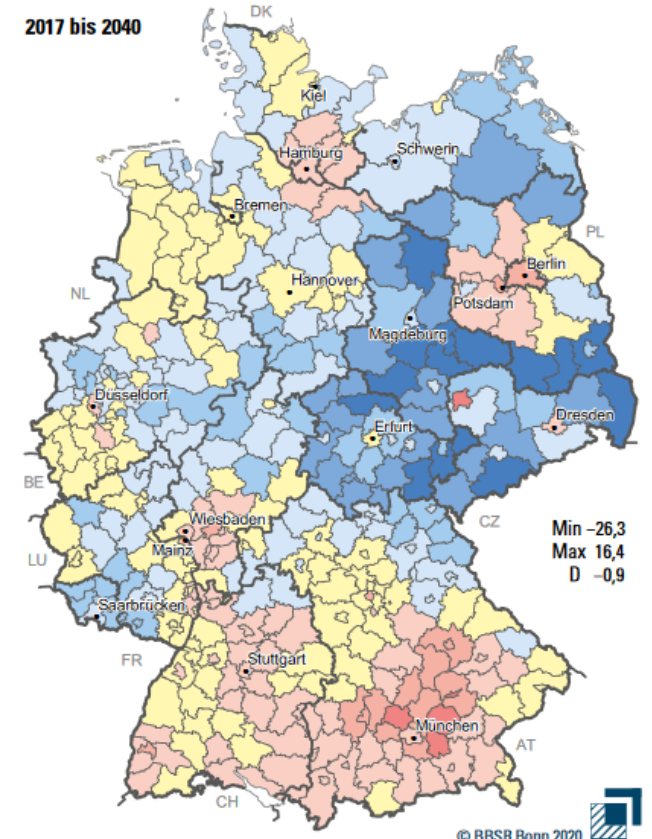 2017 bis 2040
DK
Kiel
Hamburg
Schwerin
Bremen
PL
Berlin
Hannover
NL
Potsdam
Magdeburg
Düsseldorf
Erfurt
Dresden
BE
Wiesbaden
CZ
Mainz
Min −26,3
Max 16,4
D −0,9
LU
Saarbrücken
FR
Stuttgart
München
AT
CH
© BBSR Bonn 2020